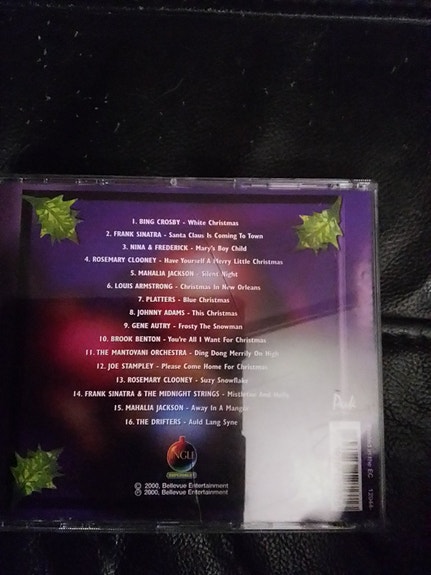 1. BING CROSBY - White Christmas
2. FRANK SINATRA - Santa Claus Is Coming To Town
3. NINA & FREDERICK - Mary's Boy Child
4. ROSEMARY CLOONEY - Have Yourself A Merry Little Christmas
5. MAHALIA JACKSON - Silent Night
6. LOUIS ARMSTRONG - Christmas In New Orleans
7. PLATTERS - Blue Christmas
8. JOHNNY ADAMS - This Christmas
9. GENE AUTRY - Frosty The Snowman
10. BROOK BENTON - You're All I Want For Christmas
11. THE MANTOVANI ORCHESTRA - Ding Dong Merrily On High
12. JOE STAMPLEY - Please Come Home For Christmas
13. ROSEMARY CLOONEY - Suzy Snowflake
14. FRANK SINATRA & THE MIDNIGHT STRINGS - Mistletoe And Holly
15. MAHALIA JACKSON - Away In A Manger
16. THE DRIFTERS - Auld Lang Syne
℗ 2000, Bellevue Entertainment
© 2000, Bellevue Entertainment
in the EC